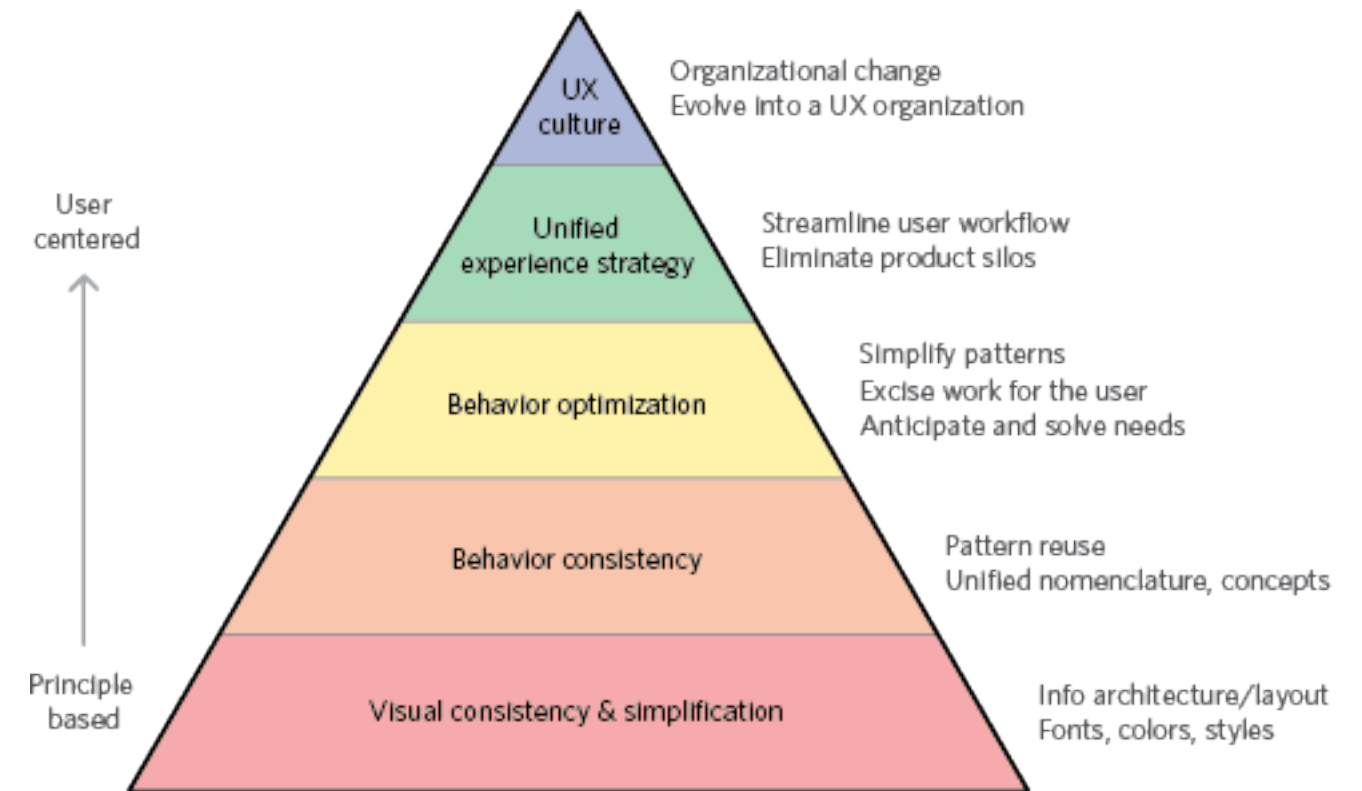 UX
culture
Organizational change
Evolve into a UX organization
User
centered
Unified
experience strategy
Streamline user workflow
Eliminate product silos
Behavior optimization
Simplify patterns
Excise work for the user
Anticipate and solve needs
Behavior consistency
Pattern reuse
Unified nomenclature, concepts
Principle
based
Visual consistency & simplification
Info architecture/layout
Fonts, colors, styles